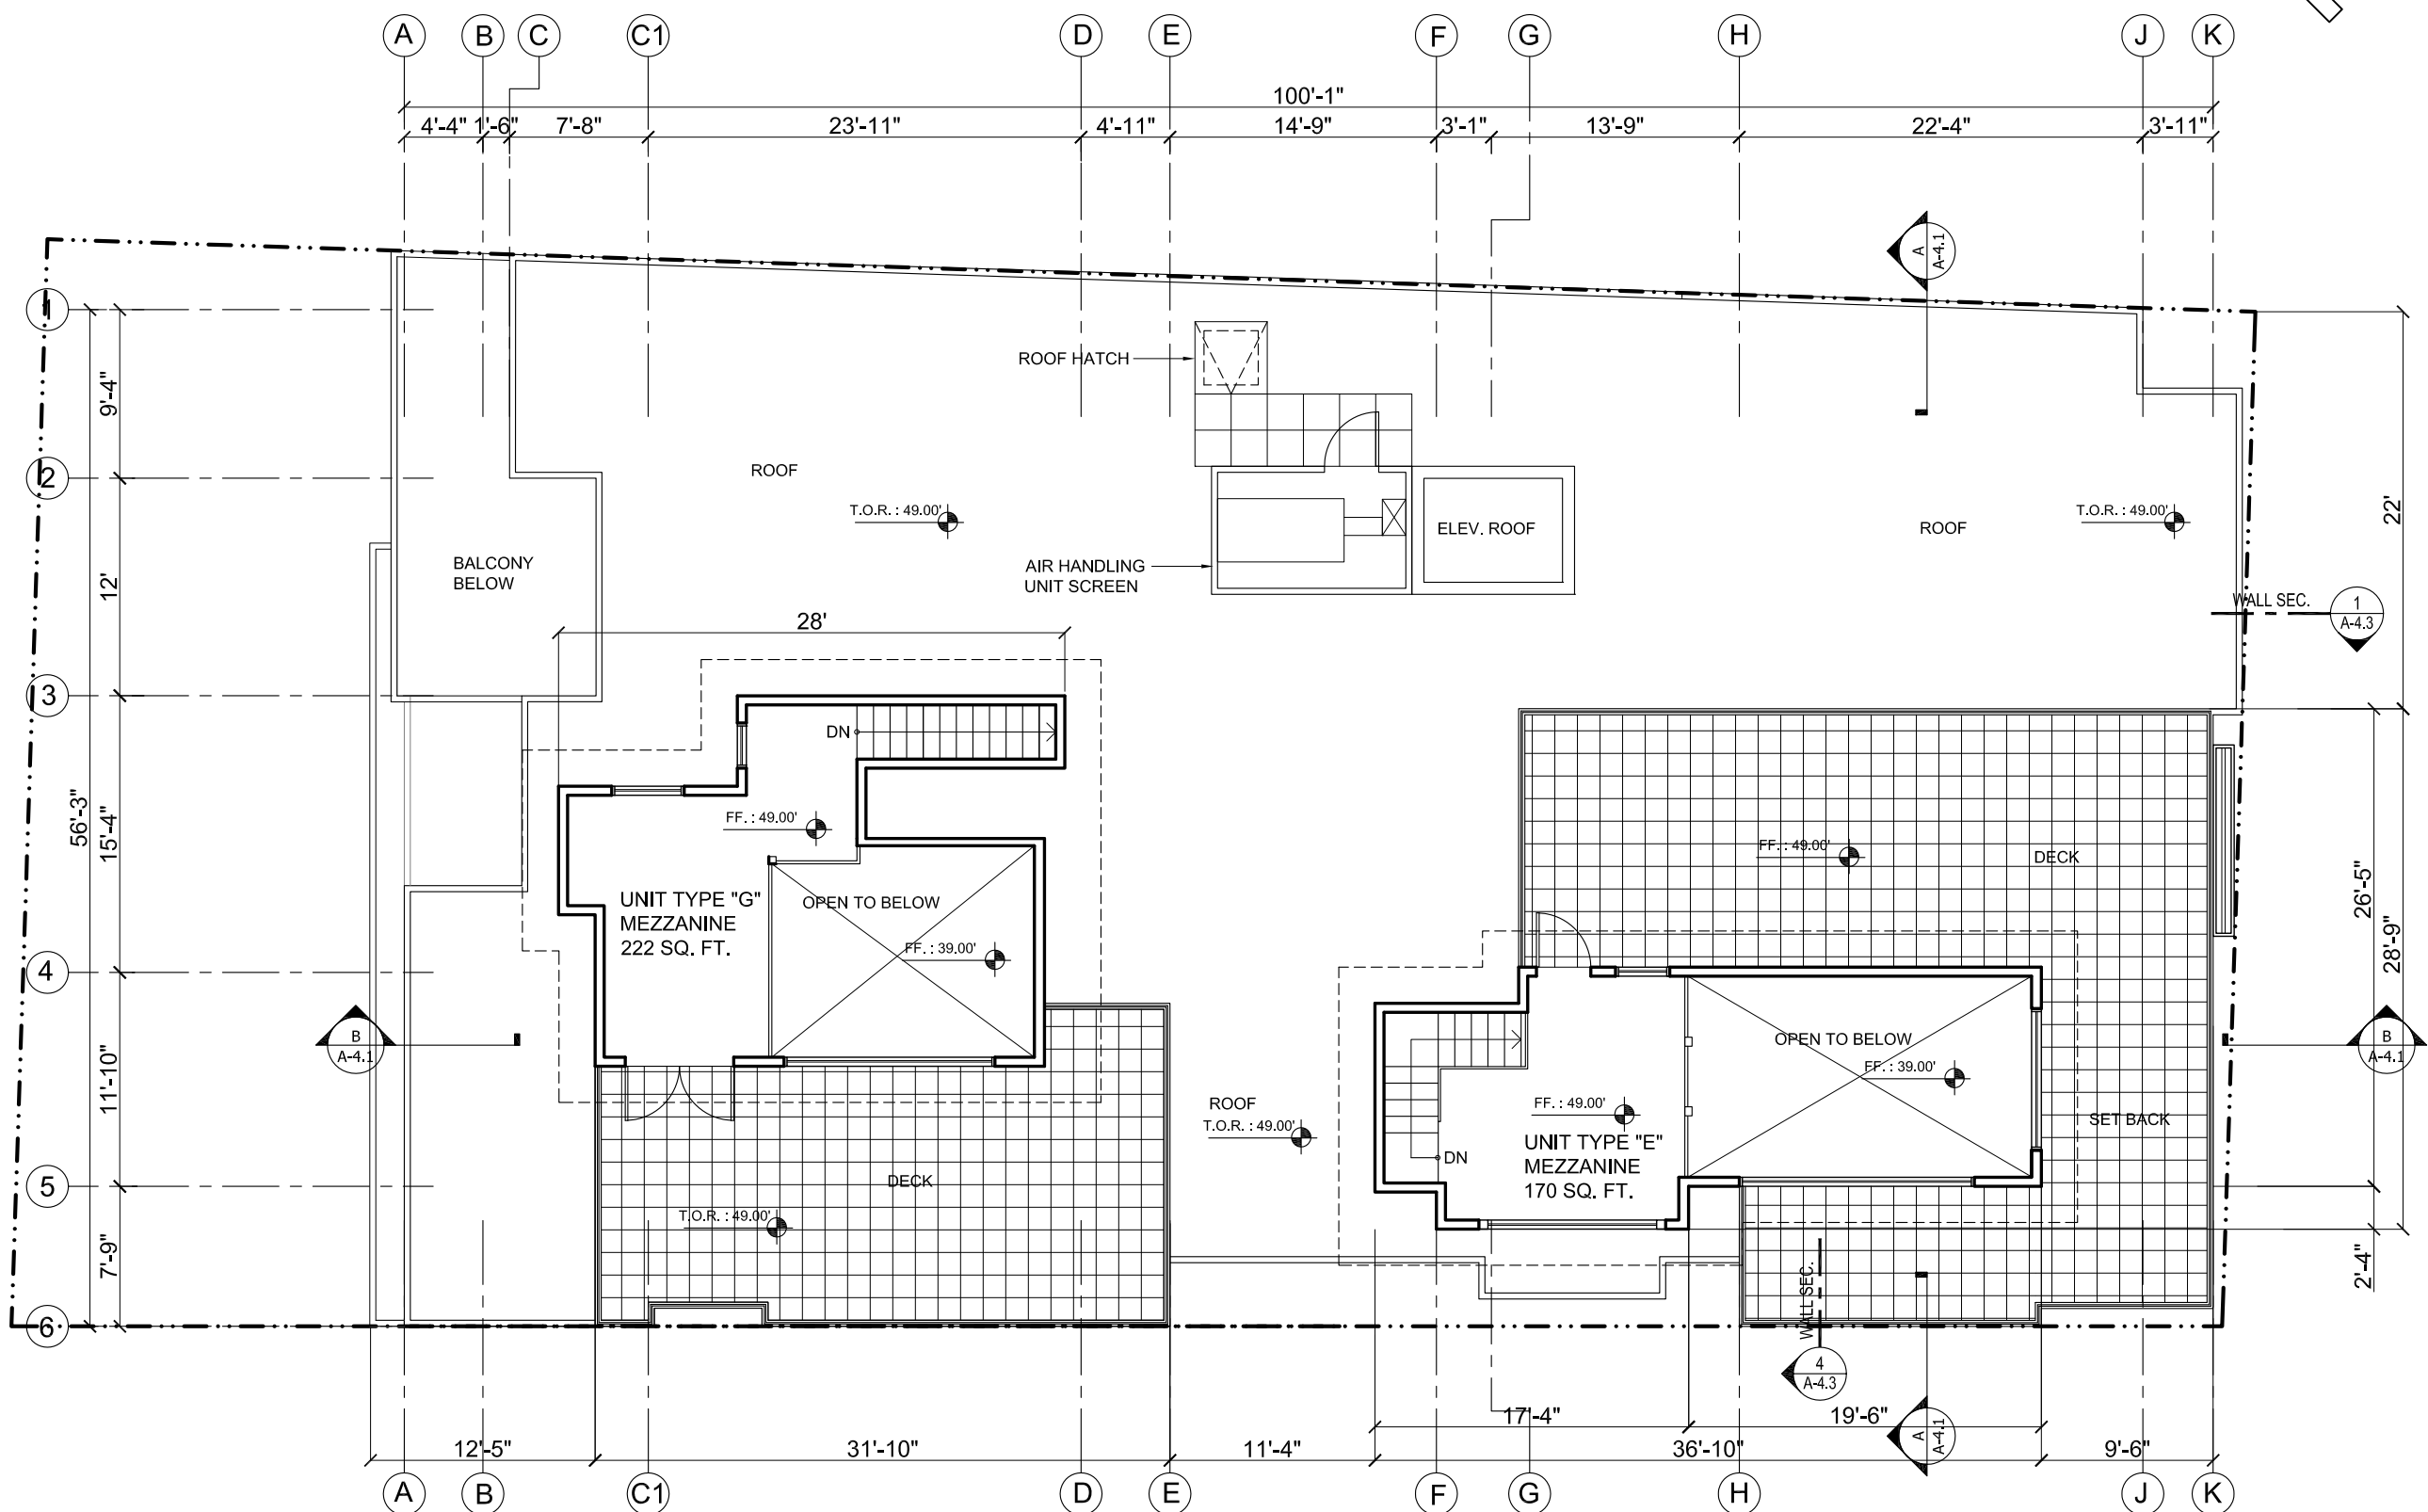 A B C C1 D E F G H J K
100'-1"
4'-4" 1'-6" 7'-8" 23'-11" 4'-11" 14'-9" 3'-1" 13'-9" 22'-4" 3'-11"
A
A-4.1
1
ROOF HATCH
9'-4"
2
ROOF
T.O.R. : 49.00'
ELEV. ROOF
ROOF
T.O.R. : 49.00'
22'
BALCONY
BELOW
AIR HANDLING
UNIT SCREEN
12'
WALL SEC.
1
A-4.3
28'
3
DN
56'-3"
15'-4"
FF. : 49.00'
FF. : 49.00'
DECK
26'-5"
28'-9"
UNIT TYPE "G"
MEZZANINE
222 SQ. FT.
OPEN TO BELOW
FF. : 39.00'
4
B
A-4.1
OPEN TO BELOW
FF. : 39.00'
B
A-4.1
11'-10"
ROOF
T.O.R. : 49.00'
FF. : 49.00'
UNIT TYPE "E"
MEZZANINE
170 SQ. FT.
DN
SET BACK
5
DECK
T.O.R. : 49.00'
7'-9"
2'-4"
6
WALL SEC.
4
A-4.3
17'-4" 19'-6"
A
A-4.1
12'-5" 31'-10" 11'-4" 36'-10" 9'-6"
A B C1 D E F G H J K